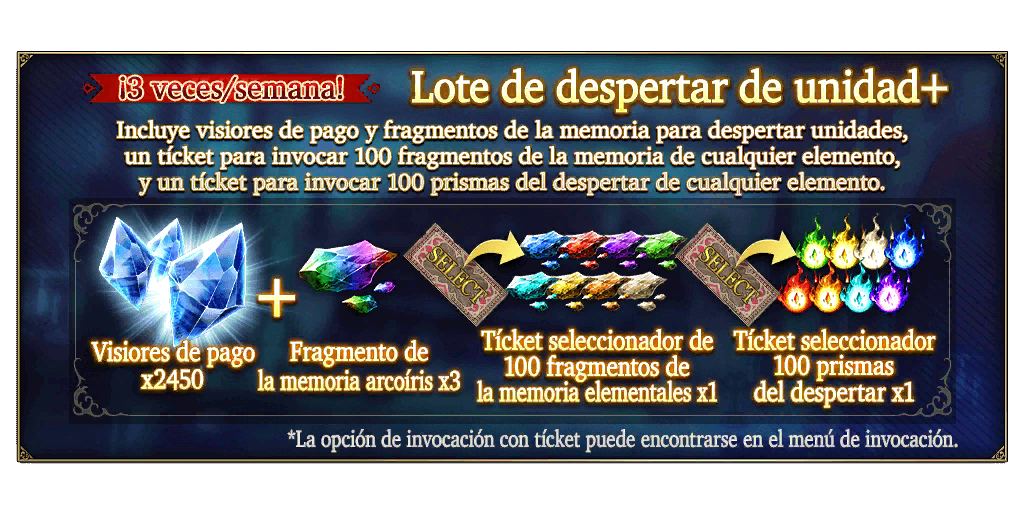 ¡3 veces/semana!
Lote de despertar de unidad+
Incluye visiores de pago y fragmentos de la memoria para despertar unidades,
un tícket para invocar 100 fragmentos de la memoria de cualquier elemento,
y un tícket para invocar 100 prismas del despertar de cualquier elemento.
SELECT
SELECT
+
Visiores de pago
x2450
Fragmento de
la memoria arcoíris x3
Tícket seleccionador de
100 fragmentos de
la memoria elementales x1
Tícket seleccionador
100 prismas
del despertar x1
*La opción de invocación con tícket puede encontrarse en el menú de invocación.